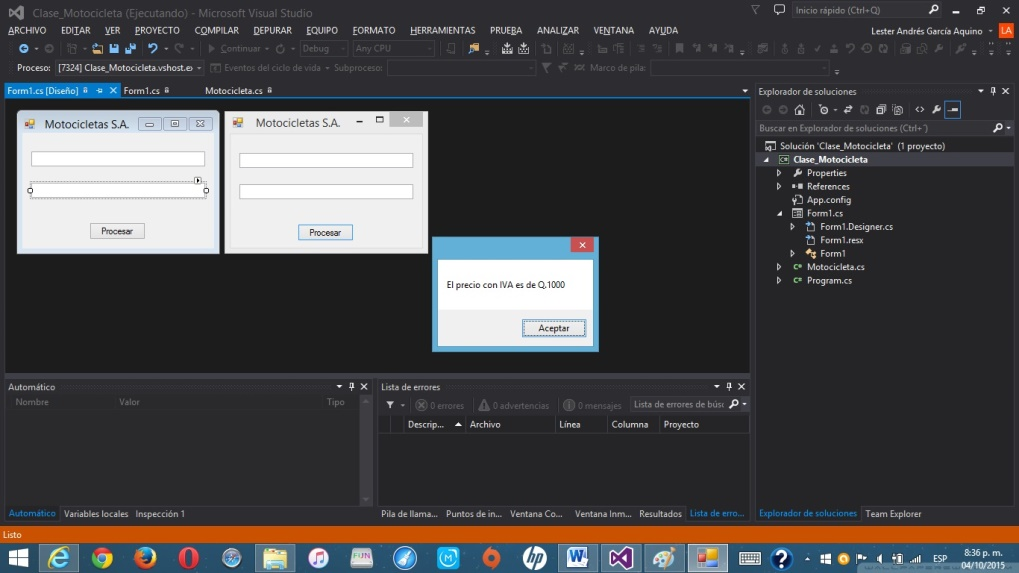 Clase_Motocicleta (Ejecutando) - Microsoft Visual Studio
Inicio rápido (Ctrl+Q)
ARCHIVO EDITAR VER PROYECTO COMPILAR DEPURAR EQUIPO FORMATO HERRAMIENTAS PRUEBA ANALIZAR VENTANA AYUDA
Lester Andrés García Aquino LA
Continuar Debug Any CPU
Proceso: [7324] Clase_Motocicleta.vshost.ex Eventos del ciclo de vida Subproceso: Marco de pila:
Form1.cs [Diseño] Form1.cs Motocicleta.cs
Motocicletas S.A.
Procesar
Motocicletas S.A.
Procesar
El precio con IVA es de Q,1000
Aceptar
Explorador de soluciones
Buscar en Explorador de soluciones (Ctrl+')
Solución 'Clase_Motocicleta' (1 proyecto)
Clase_Motocicleta
Properties
References
App.config
Form1.cs
Form1.Designer.cs
Form1.resx
Form1
Motocicleta.cs
Program.cs
Automático
Nombre Valor Tipo
Automático Variables locales Inspección 1
Lista de errores
0 errores 0 advertencias 0 mensajes Lista de errores de búsc
Descrip... Archivo Línea Columna Proyecto
Pila de llama... Puntos de in... Ventana Co... Ventana Inm... Resultados Lista de erro...
Explorador de soluciones Team Explorer
Listo
FIJN
hp
ESP
8:36 p. m.
04/10/2015